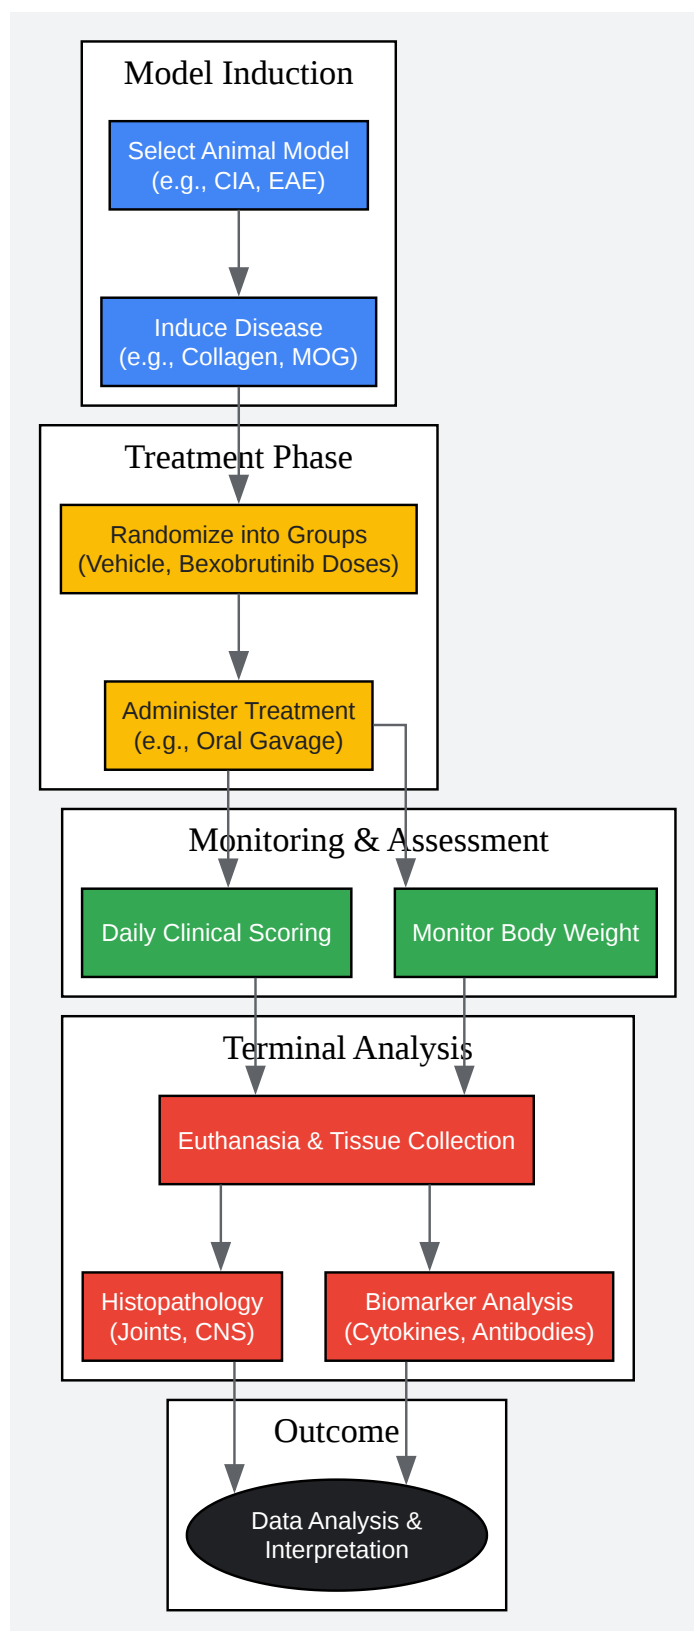 Model Induction
Select Animal Model
(e.g., CIA, EAE)
Induce Disease
(e.g., Collagen, MOG)
Treatment Phase
Randomize into Groups
(Vehicle, Bexobrutinib Doses)
Administer Treatment
(e.g., Oral Gavage)
Monitoring & Assessment
Daily Clinical Scoring
Monitor Body Weight
Terminal Analysis
Euthanasia & Tissue Collection
Histopathology
(Joints, CNS)
Biomarker Analysis
(Cytokines, Antibodies)
Outcome
Data Analysis &
Interpretation